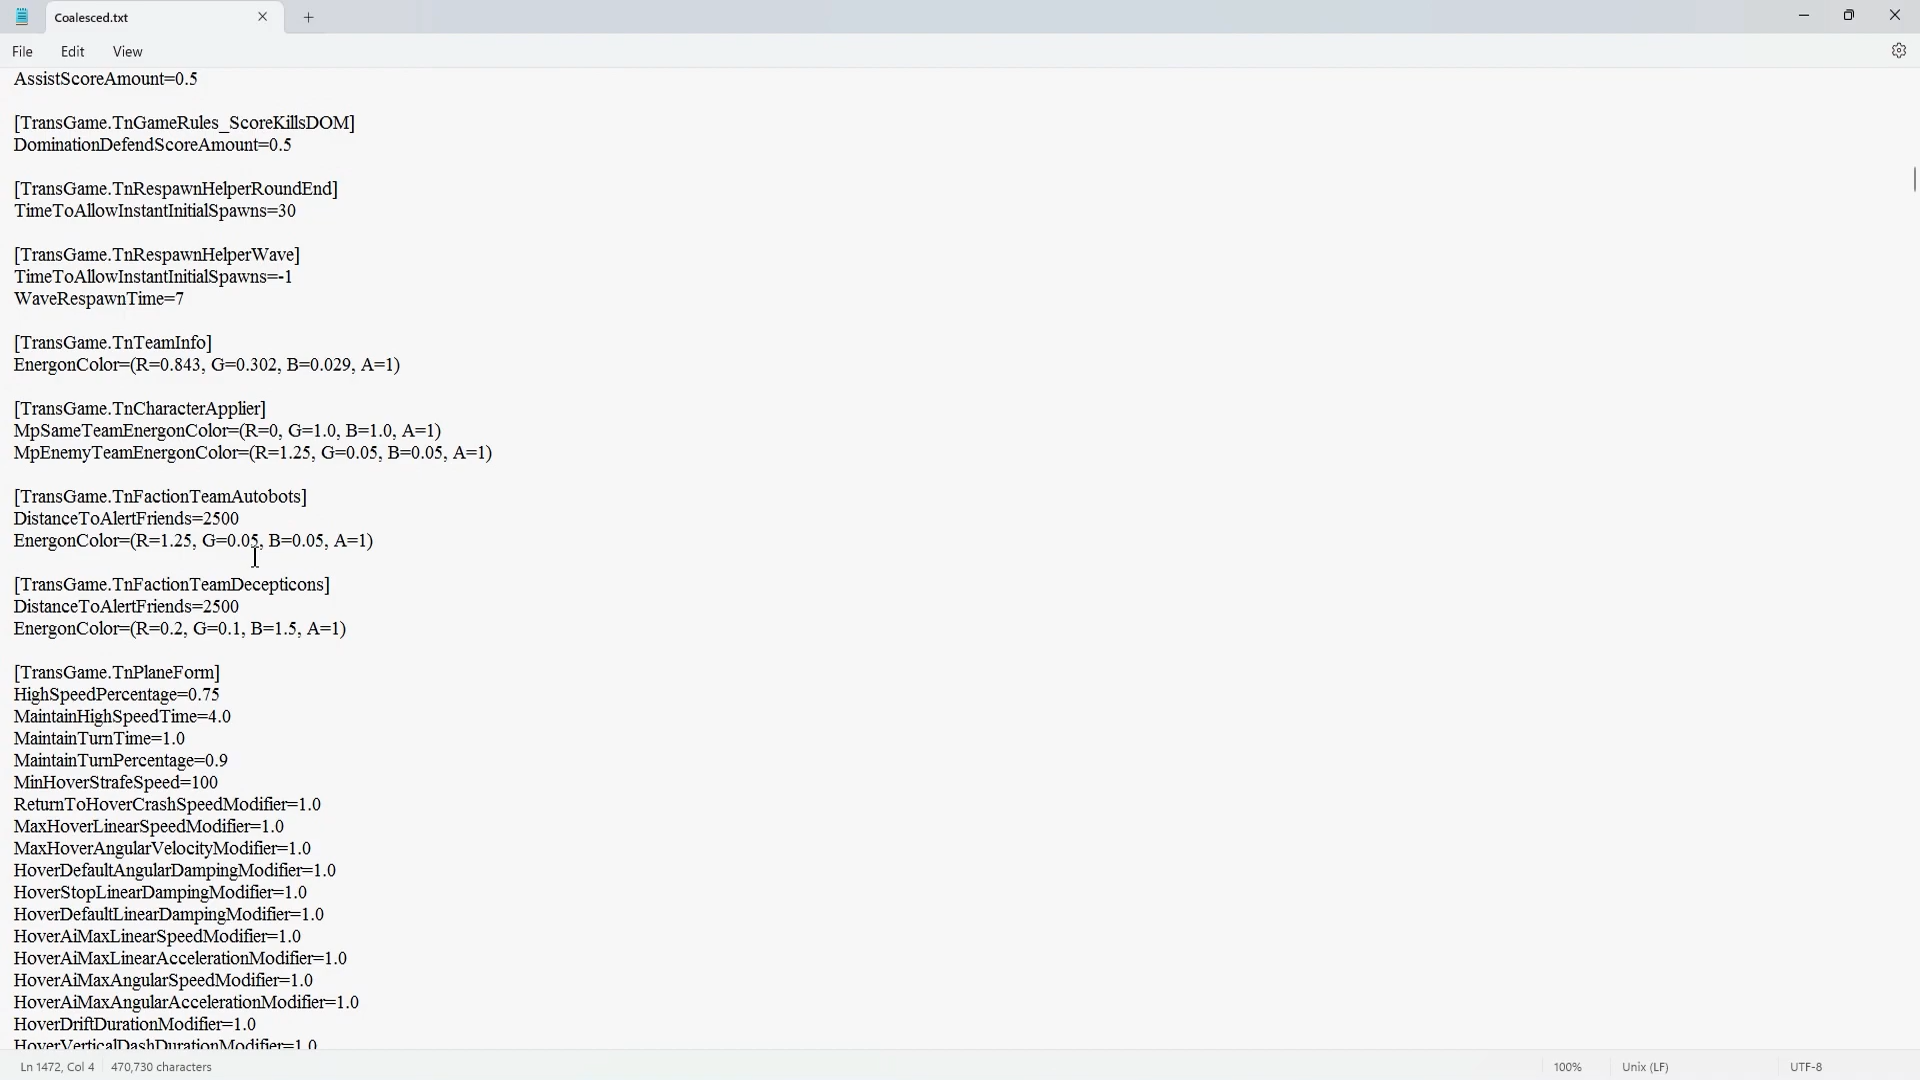 Coalesced.txt
File Edit View
AssistScoreAmount=0.5
[TransGame.TnGameRules_ScoreKillsDOM]
DominationDefendScoreAmount=0.5
[TransGame.TnRespawnHelperRoundEnd]
TimeToAllowInstantInitialSpawns=30
[TransGame.TnRespawnHelperWave]
TimeToAllowInstantInitialSpawns=-1
WaveRespawnTime=7
[TransGame.TnTeamInfo]
EnergonColor=(R=0.843, G=0.302, B=0.029, A=1)
[TransGame.TnCharacterApplier]
MpSameTeamEnergonColor=(R=0, G=1.0, B=1.0, A=1)
MpEnemyTeamEnergonColor=(R=1.25, G=0.05, B=0.05, A=1)
[TransGame.TnFactionTeamAutobots]
DistanceToAlertFriends=2500
EnergonColor=(R=1.25, G=0.05, B=0.05, A=1)
[TransGame.TnFactionTeamDecepticons]
DistanceToAlertFriends=2500
EnergonColor=(R=0.2, G=0.1, B=1.5, A=1)
[TransGame.TnPlaneForm]
HighSpeedPercentage=0.75
MaintainHighSpeedTime=4.0
MaintainTurnTime=1.0
MaintainTurnPercentage=0.9
MinHoverStrafeSpeed=100
ReturnToHoverCrashSpeedModifier=1.0
MaxHoverLinearSpeedModifier=1.0
MaxHoverAngularVelocityModifier=1.0
HoverDefaultAngularDampingModifier=1.0
HoverStopLinearDampingModifier=1.0
HoverDefaultLinearDampingModifier=1.0
HoverAiMaxLinearSpeedModifier=1.0
HoverAiMaxLinearAccelerationModifier=1.0
HoverAiMaxAngularSpeedModifier=1.0
HoverAiMaxAngularAccelerationModifier=1.0
HoverDriftDurationModifier=1.0
HoverVerticalDashDurationModifier=1.0
Ln 1472, Col 4 470,730 characters 100% Unix (LF) UTF-8